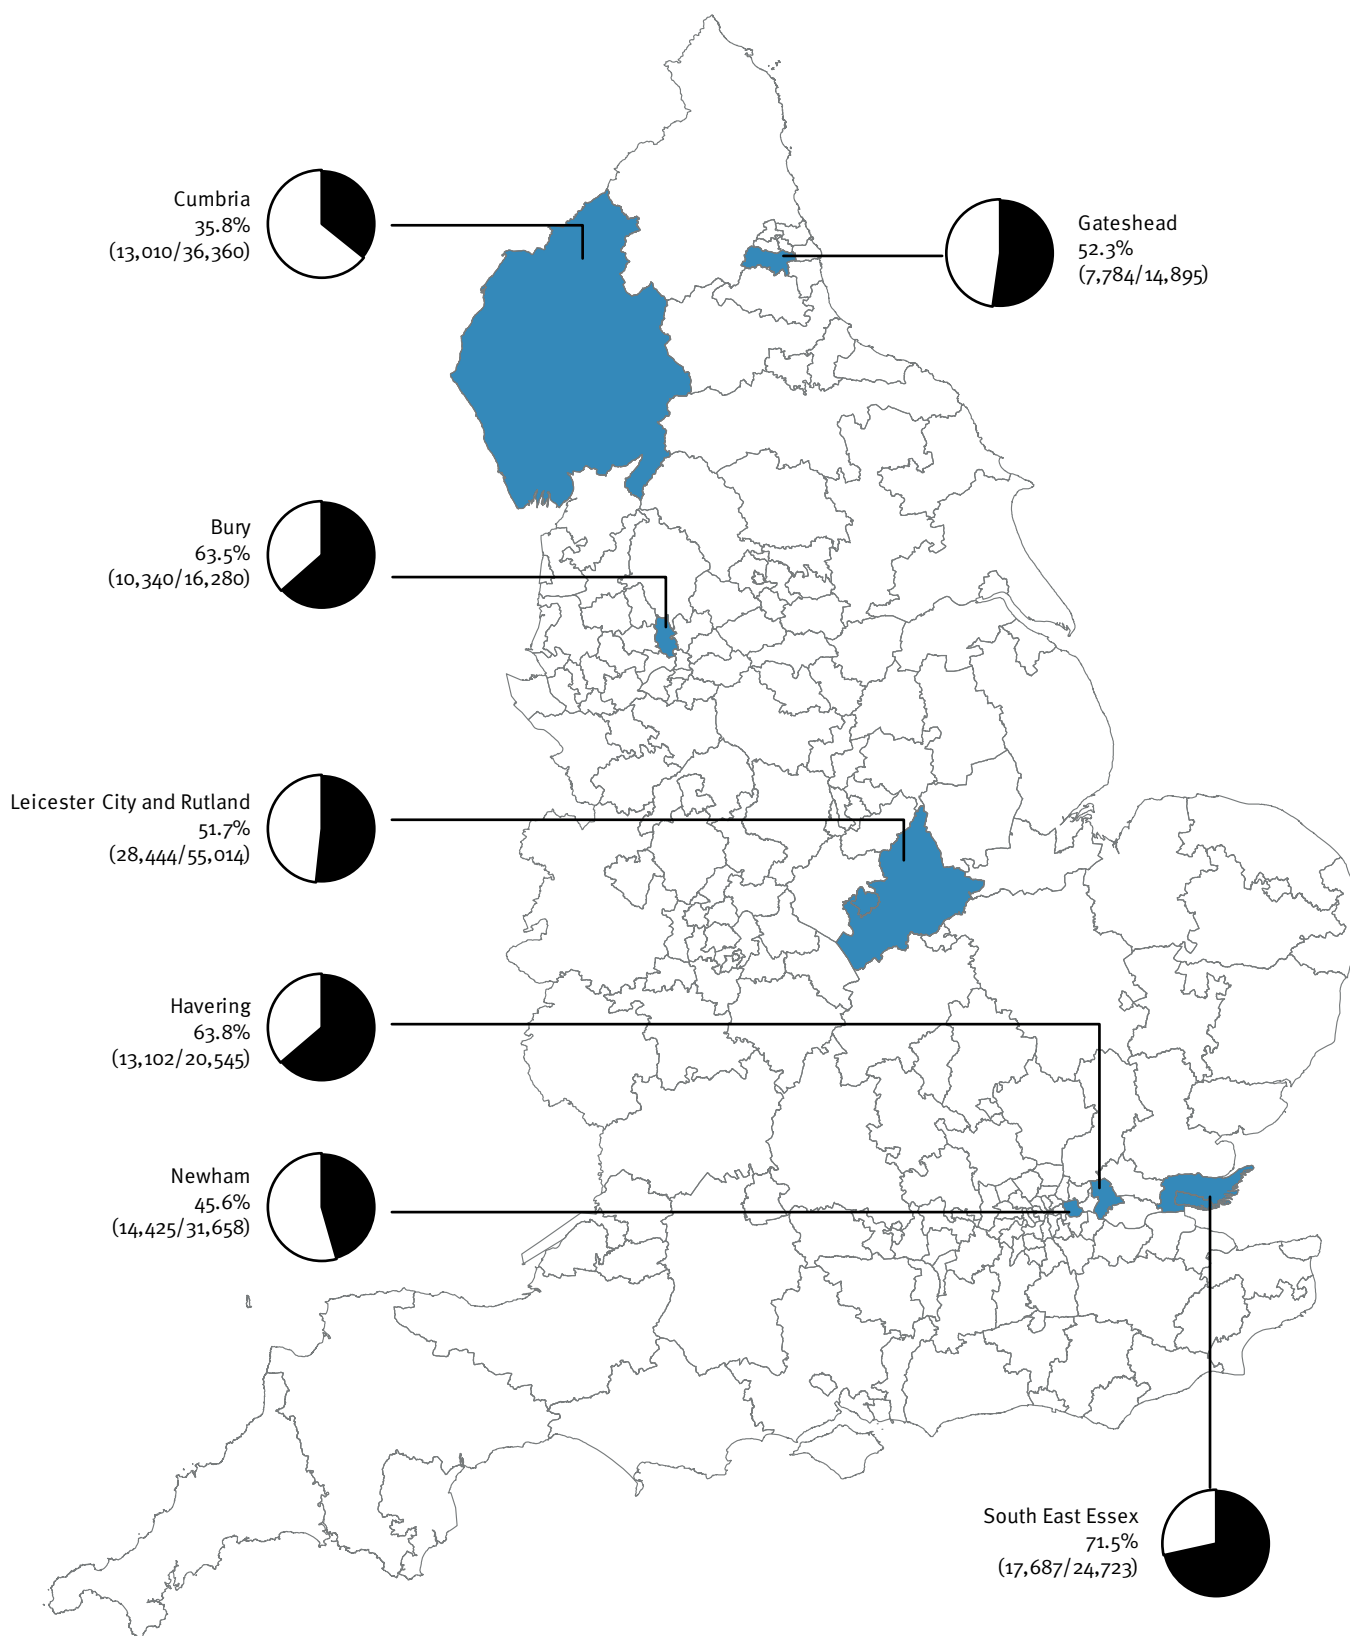 Cumbria
35.8%
(13,010/36,360)
Gateshead
52.3%
(7,784/14,895)
Bury
63.5%
(10,340/16,280)
Leicester City and Rutland
51.7%
(28,444/55,014)
Havering
63.8%
(13,102/20,545)
Newham
45.6%
(14,425/31,658)
South East Essex
71.5%
(17,687/24,723)